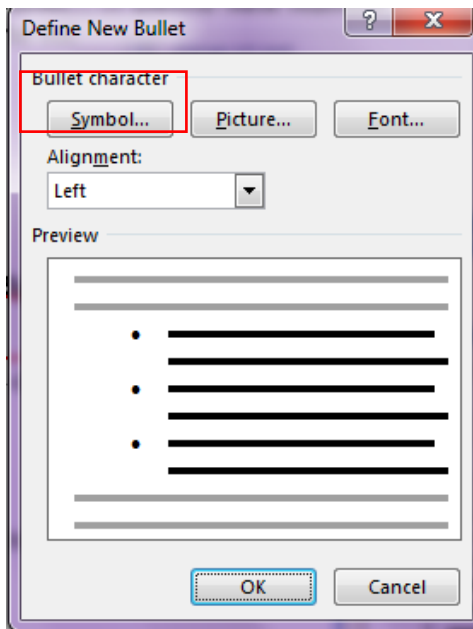 Define New Bullet ? X
Bullet character
Symbol... Picture... Font...
Alignment:
Left
Preview
OK Cancel